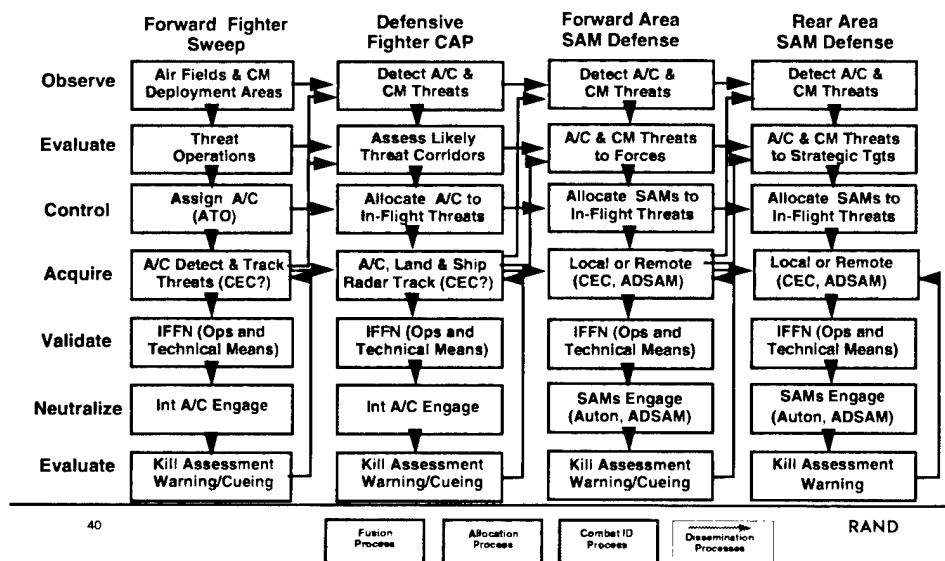 Forward Fighter Sweep
Defensive Fighter CAP
Forward Area SAM Defense
Rear Area SAM Defense
Observe
Air Fields & CM Deployment Areas
Detect A/C & CM Threats
Detect A/C & CM Threats
Detect A/C & CM Threats
Evaluate
Threat Operations
Assess Likely Threat Corridors
A/C & CM Threats to Forces
A/C & CM Threats to Strategic Tgts
Control
Assign A/C (ATO)
Allocate A/C to In-Flight Threats
Allocate SAMs to In-Flight Threats
Allocate SAMs to In-Flight Threats
Acquire
A/C Detect & Track Threats (CEC?)
A/C, Land & Ship Radar Track (CEC?)
Local or Remote (CEC, ADSAM)
Local or Remote (CEC, ADSAM)
Validate
IFFN (Ops and Technical Means)
IFFN (Ops and Technical Means)
IFFN (Ops and Technical Means)
IFFN (Ops and Technical Means)
Neutralize
Int A/C Engage
Int A/C Engage
SAMs Engage (Auton, ADSAM)
SAMs Engage (Auton, ADSAM)
Evaluate
Kill Assessment Warning/Cueing
Kill Assessment Warning/Cueing
Kill Assessment Warning/Cueing
Kill Assessment Warning
40
Fusion Process
Allocation Process
Combat ID Process
Dissemination Processes
RAND